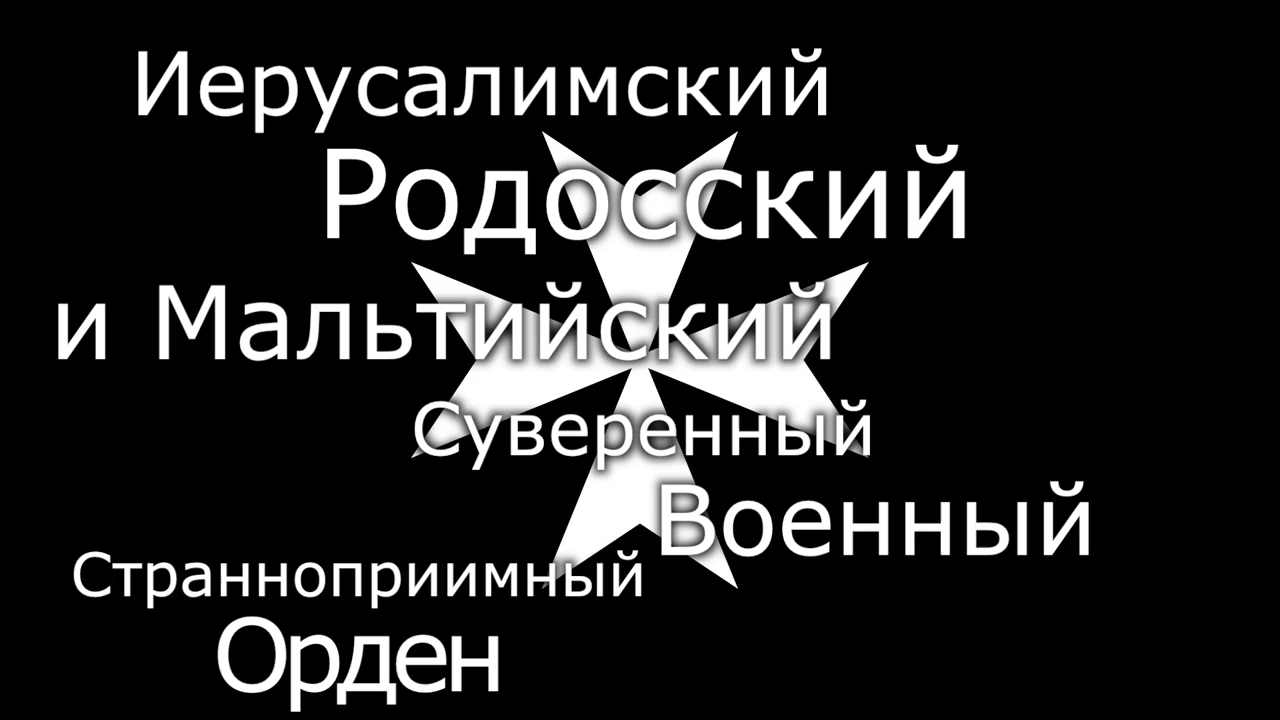 Иерусалимский
Родосский
и Мальтийский
Суверенный
Военный
Странноприимный
Орден